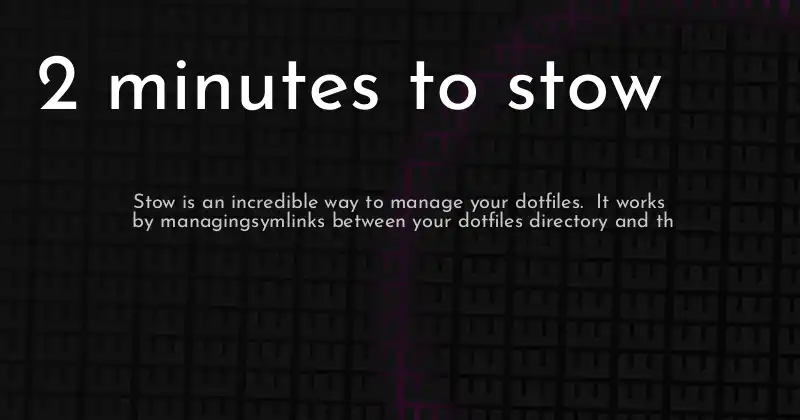 2 minutes to stow
Stow is an incredible way to manage your dotfiles.  It works
by managingsymlinks between your dotfiles directory and th